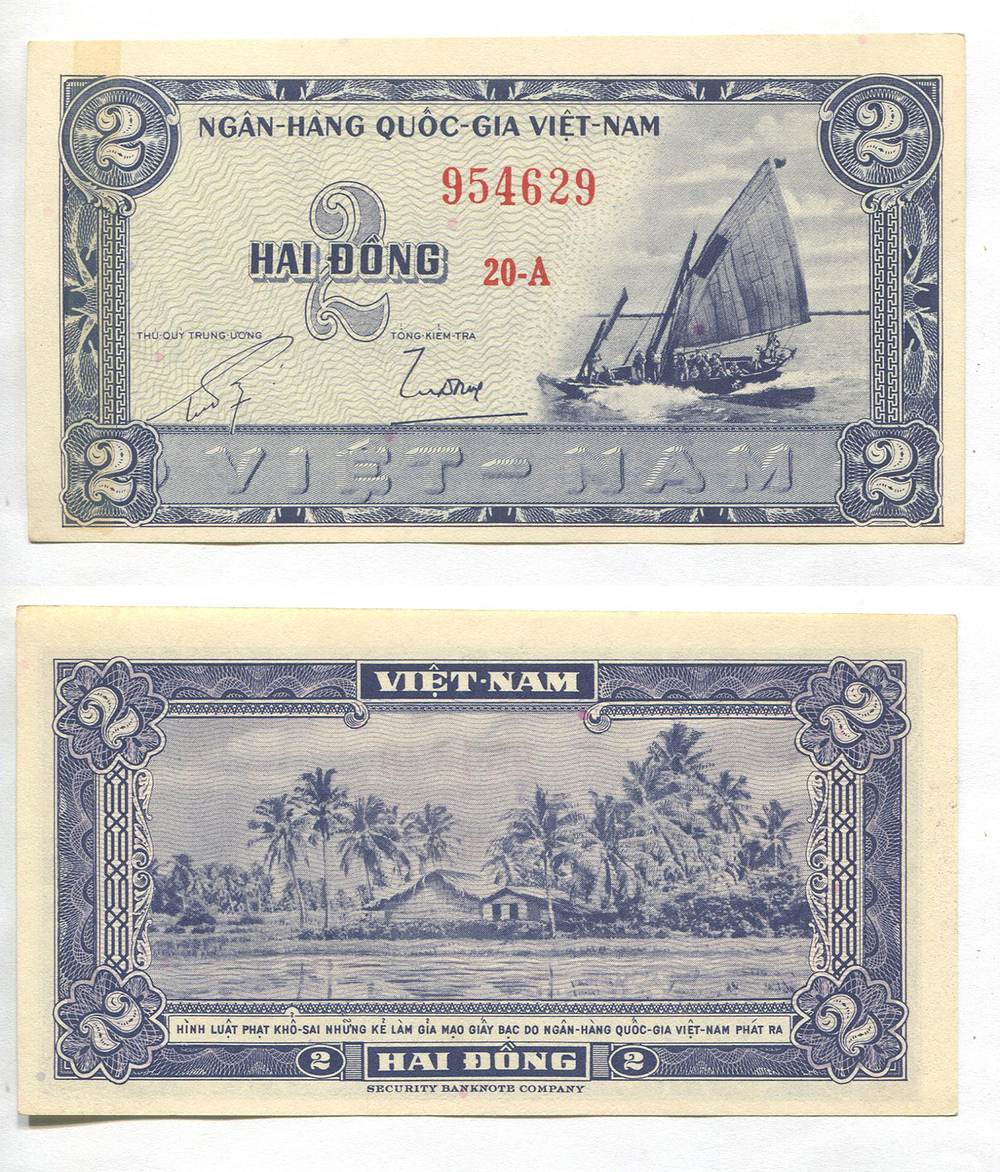 2
2
NGÂN-HÀNG QUỐC-GIA VIỆT-NAM
954629
2
HAI ĐỒNG
20-A
THỦ-QUỸ TRUNG-ƯƠNG
TỔNG-KIỂM-TRA
VIỆT-NAM
2
2
VIỆT-NAM
2
2
2
2
HÌNH LUẬT PHẠT KHỔ-SAI NHỮNG KẺ LÀM GIẢ MẠO GIẤY BẠC DO NGÂN-HÀNG QUỐC-GIA VIỆT-NAM PHÁT RA
2 HAI ĐỒNG 2
SECURITY BANKNOTE COMPANY